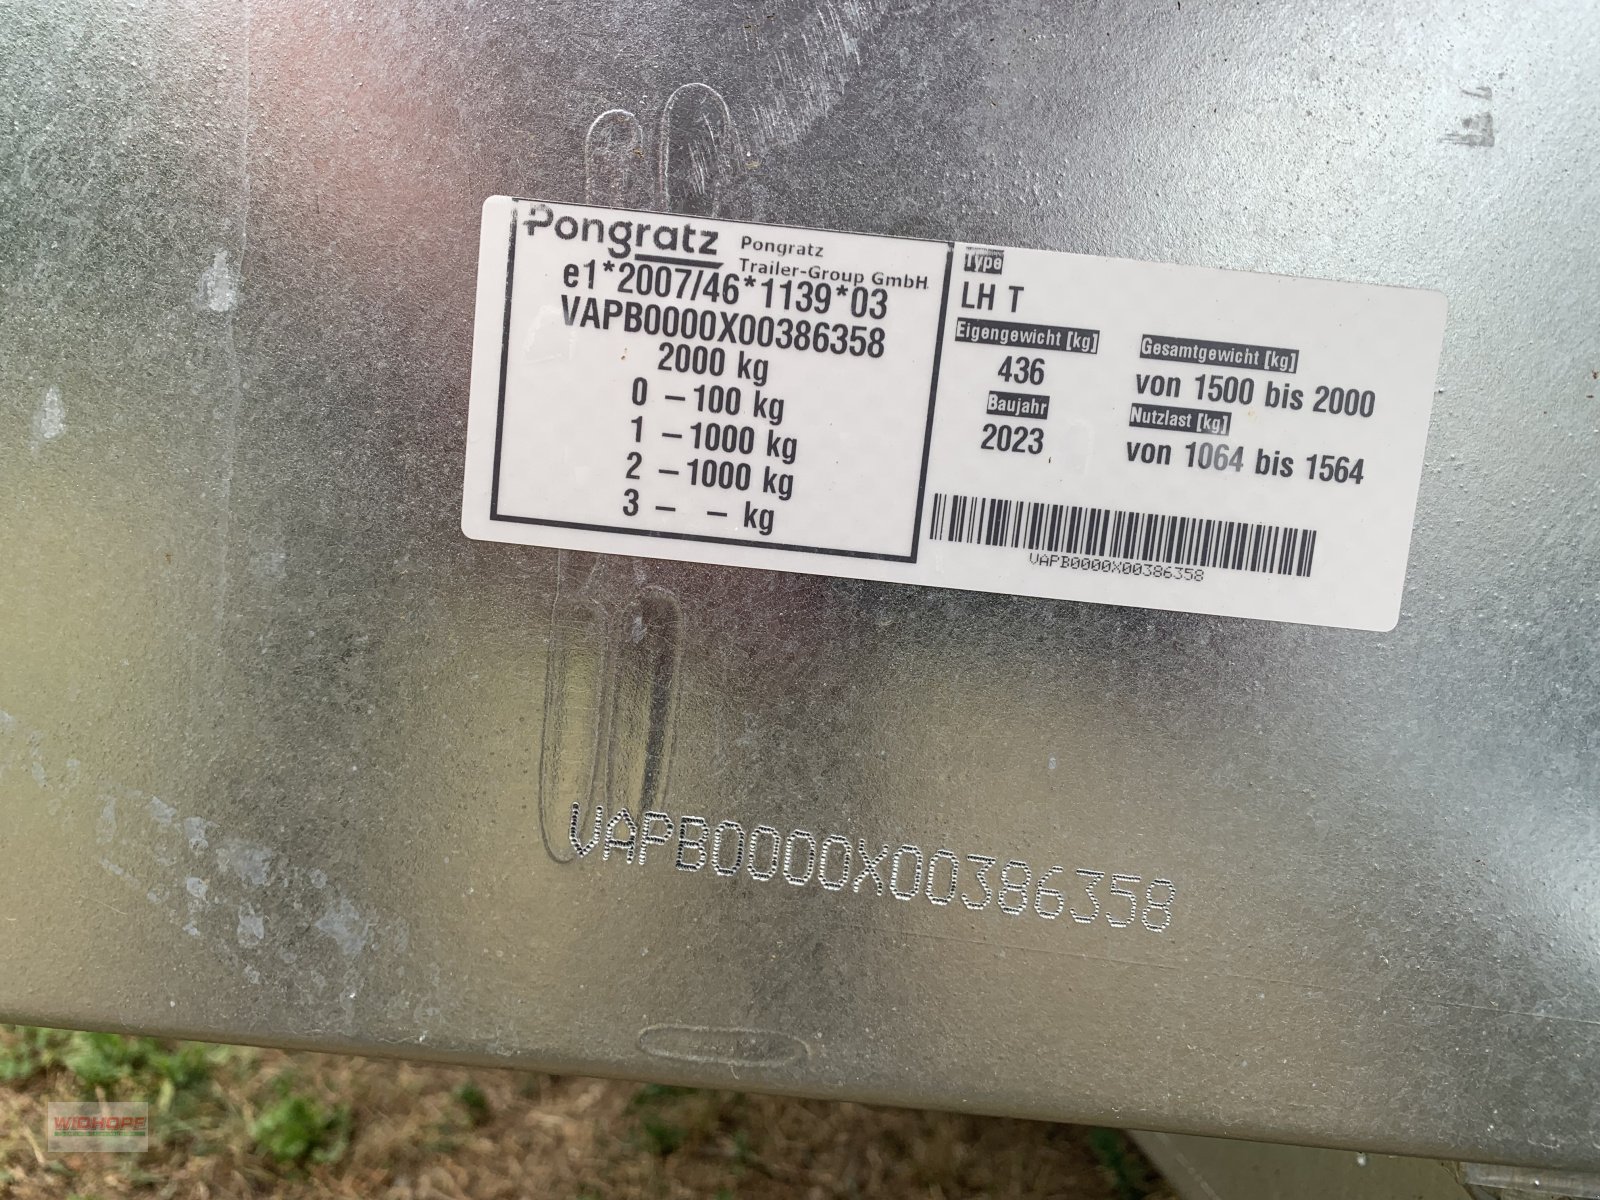 Pongratz
Pongratz
Trailer-Group GmbH
e1*2007/46*1139*03
VAPB0000X00386358
2000 kg
0 – 100 kg
1 – 1000 kg
2 – 1000 kg
3 – – kg
Type
LH T
Eigengewicht [kg]
436
Baujahr
2023
Gesamtgewicht [kg]
von 1500 bis 2000
Nutzlast [kg]
von 1064 bis 1564
VAPB0000X00386358
VAPB0000X00386358
WIDHOPF